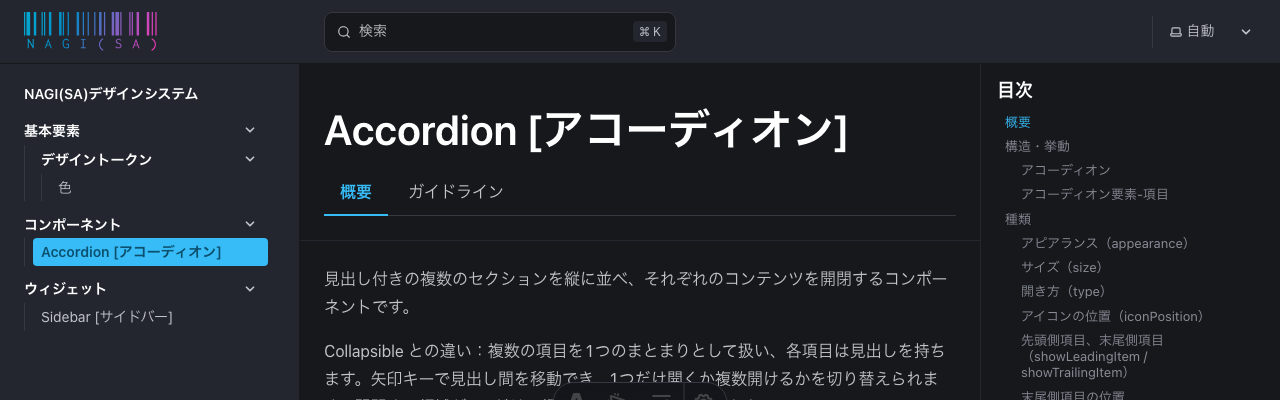 NAGI(SA)
検索
⌘ K
自動
NAGI(SA)デザインシステム
基本要素
デザイントークン
色
コンポーネント
Accordion [アコーディオン]
ウィジェット
Sidebar [サイドバー]
Accordion [アコーディオン]
概要
ガイドライン
見出し付きの複数のセクションを縦に並べ、それぞれのコンテンツを開閉するコンポー
ネントです。
Collapsible との違い：複数の項目を1つのまとまりとして扱い、各項目は見出しを持ち
ます。矢印キーで見出し間を移動でき、1つだけ開くか複数開けるかを切り替えられま
目次
概要
構造・挙動
アコーディオン
アコーディオン要素-項目
種類
アピアランス（appearance）
サイズ（size）
開き方（type）
アイコンの位置（iconPosition）
先頭側項目、末尾側項目
（showLeadingItem /
showTrailingItem）
末尾側項目の位置